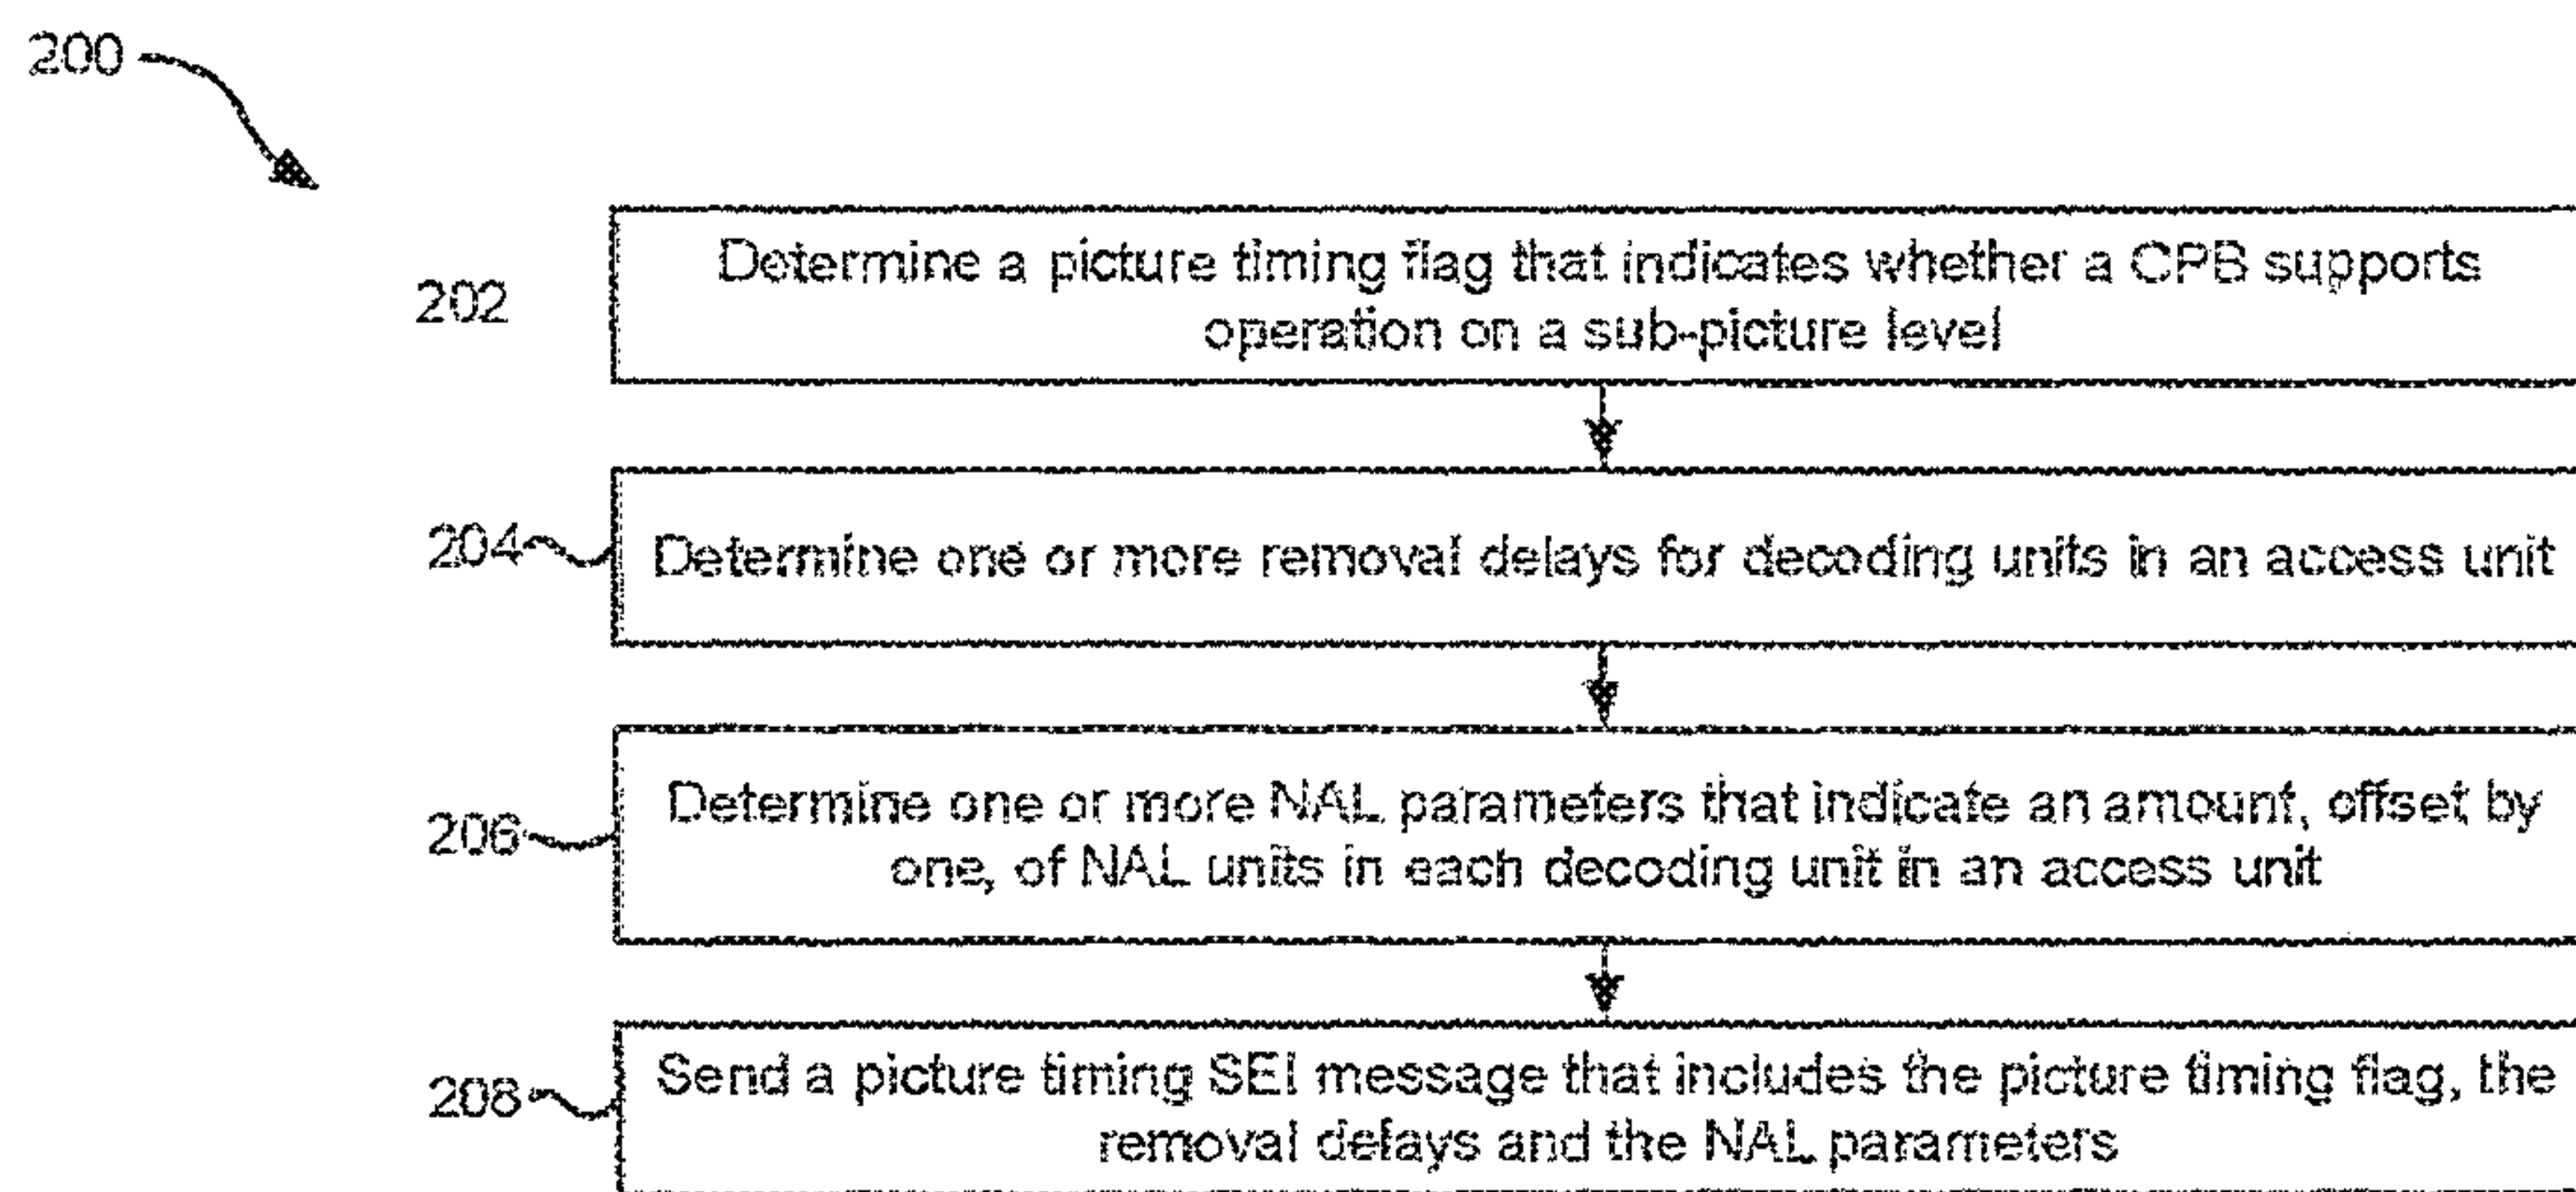 200
202
Determine a picture timing flag that indicates whether a CPB supports
operation on a sub-picture level
204
Determine one or more removal delays for decoding units in an access unit
206
Determine one or more NAL parameters that indicate an amount, offset by
one, of NAL units in each decoding unit in an access unit
208
Send a picture timing SEI message that includes the picture timing flag, the
removal delays and the NAL parameters